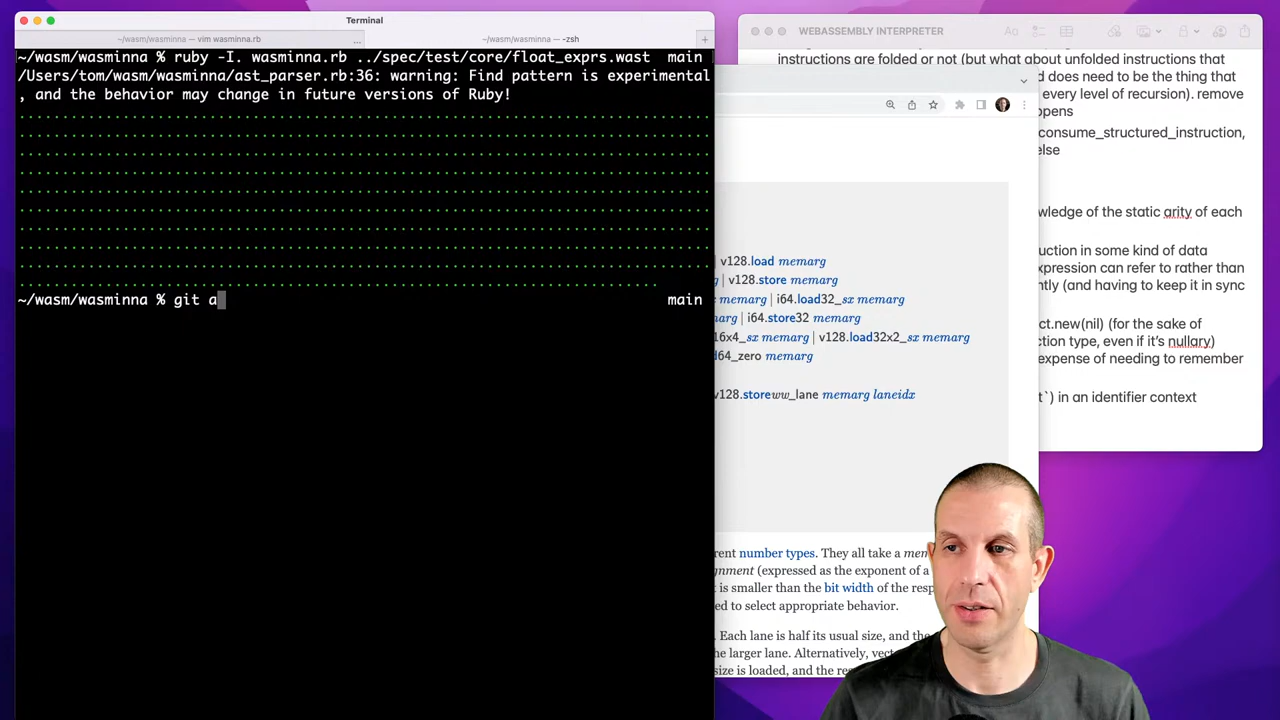 Terminal
~/wasm/wasminna — vim wasminna.rb
...
~/wasm/wasminna — -zsh
+
~/wasm/wasminna % ruby -I. wasminna.rb ../spec/test/core/float_exprs.wast main
/Users/tom/wasm/wasminna/ast_parser.rb:36: warning: Find pattern is experimental
, and the behavior may change in future versions of Ruby!
~/wasm/wasminna % git a main
WEBASSEMBLY INTERPRETER
instructions are folded or not (but what about unfolded instructions that
d does need to be the thing that
every level of recursion). remove
opens
consume_structured_instruction,
else
wledge of the static arity of each
uction in some kind of data
expression can refer to rather than
ntly (and having to keep it in sync
ct.new(nil) (for the sake of
ction type, even if it's nullary)
expense of needing to remember
t`) in an identifier context
| v128.load memarg
| v128.store memarg
memarg | i64.load32_sx memarg
arg | i64.store32 memarg
16x4_sx memarg | v128.load32x2_sx memarg
d64_zero memarg
v128.storeww_lane memarg laneidx
rent number types. They all take a
gnment (expressed as the exponent of a
t is smaller than the bit width of the
ed to select appropriate behavior.
. Each lane is half its usual size, and the
he larger lane. Alternatively,
size is loaded, and the